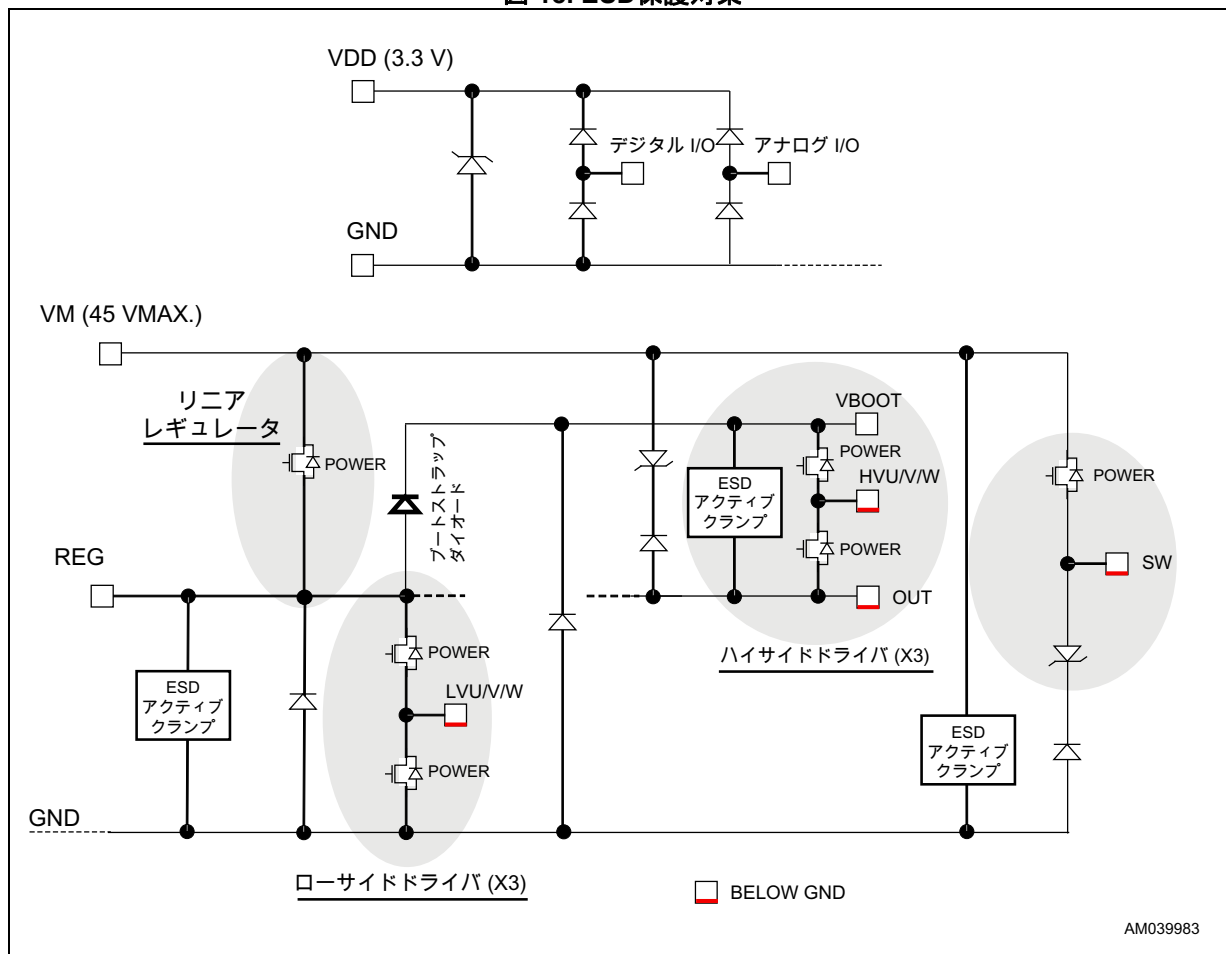 VDD (3.3 V)
デジタル I/O
アナログ I/O
GND
VM (45 VMAX.)
リニア
レギュレータ
POWER
ブートストラップ
ダイオード
VBOOT
POWER
HVU/V/W
POWER
ESD
アクティブ
クランプ
OUT
ハイサイドドライバ (X3)
POWER
SW
REG
ESD
アクティブ
クランプ
POWER
LVU/V/W
POWER
ESD
アクティブ
クランプ
GND
ローサイドドライバ (X3)
BELOW GND
AM039983